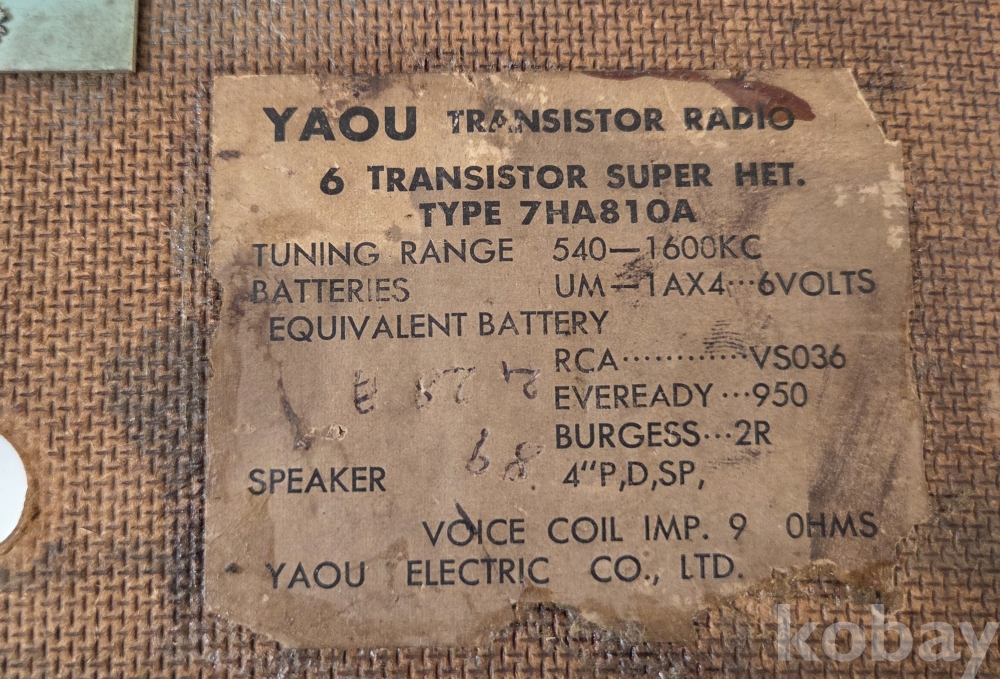 YAOU TRANSISTOR RADIO
6 TRANSISTOR SUPER HET.
TYPE 7HA810A
TUNING RANGE 540—1600KC
BATTERIES UM—1AX4···6VOLTS
EQUIVALENT BATTERY
RCA············VS036
EVEREADY···950
BURGESS···2R
SPEAKER 4"P,D,SP,
VOICE COIL IMP. 9 OHMS
YAOU ELECTRIC CO., LTD.
kobay